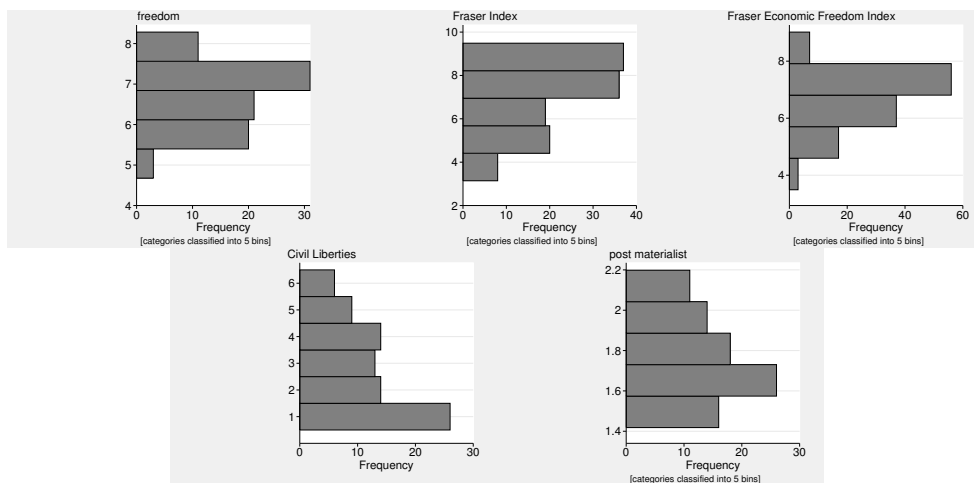 freedom
8
7
6
5
4
0 10 20 30
Frequency
[categories classified into 5 bins]
Fraser Index
10
8
6
4
2
0 10 20 30 40
Frequency
[categories classified into 5 bins]
Fraser Economic Freedom Index
8
6
4
0 20 40 60
Frequency
[categories classified into 5 bins]
Civil Liberties
6
5
4
3
2
1
0 10 20 30
Frequency
post materialist
2.2
2
1.8
1.6
1.4
0 10 20 30
Frequency
[categories classified into 5 bins]